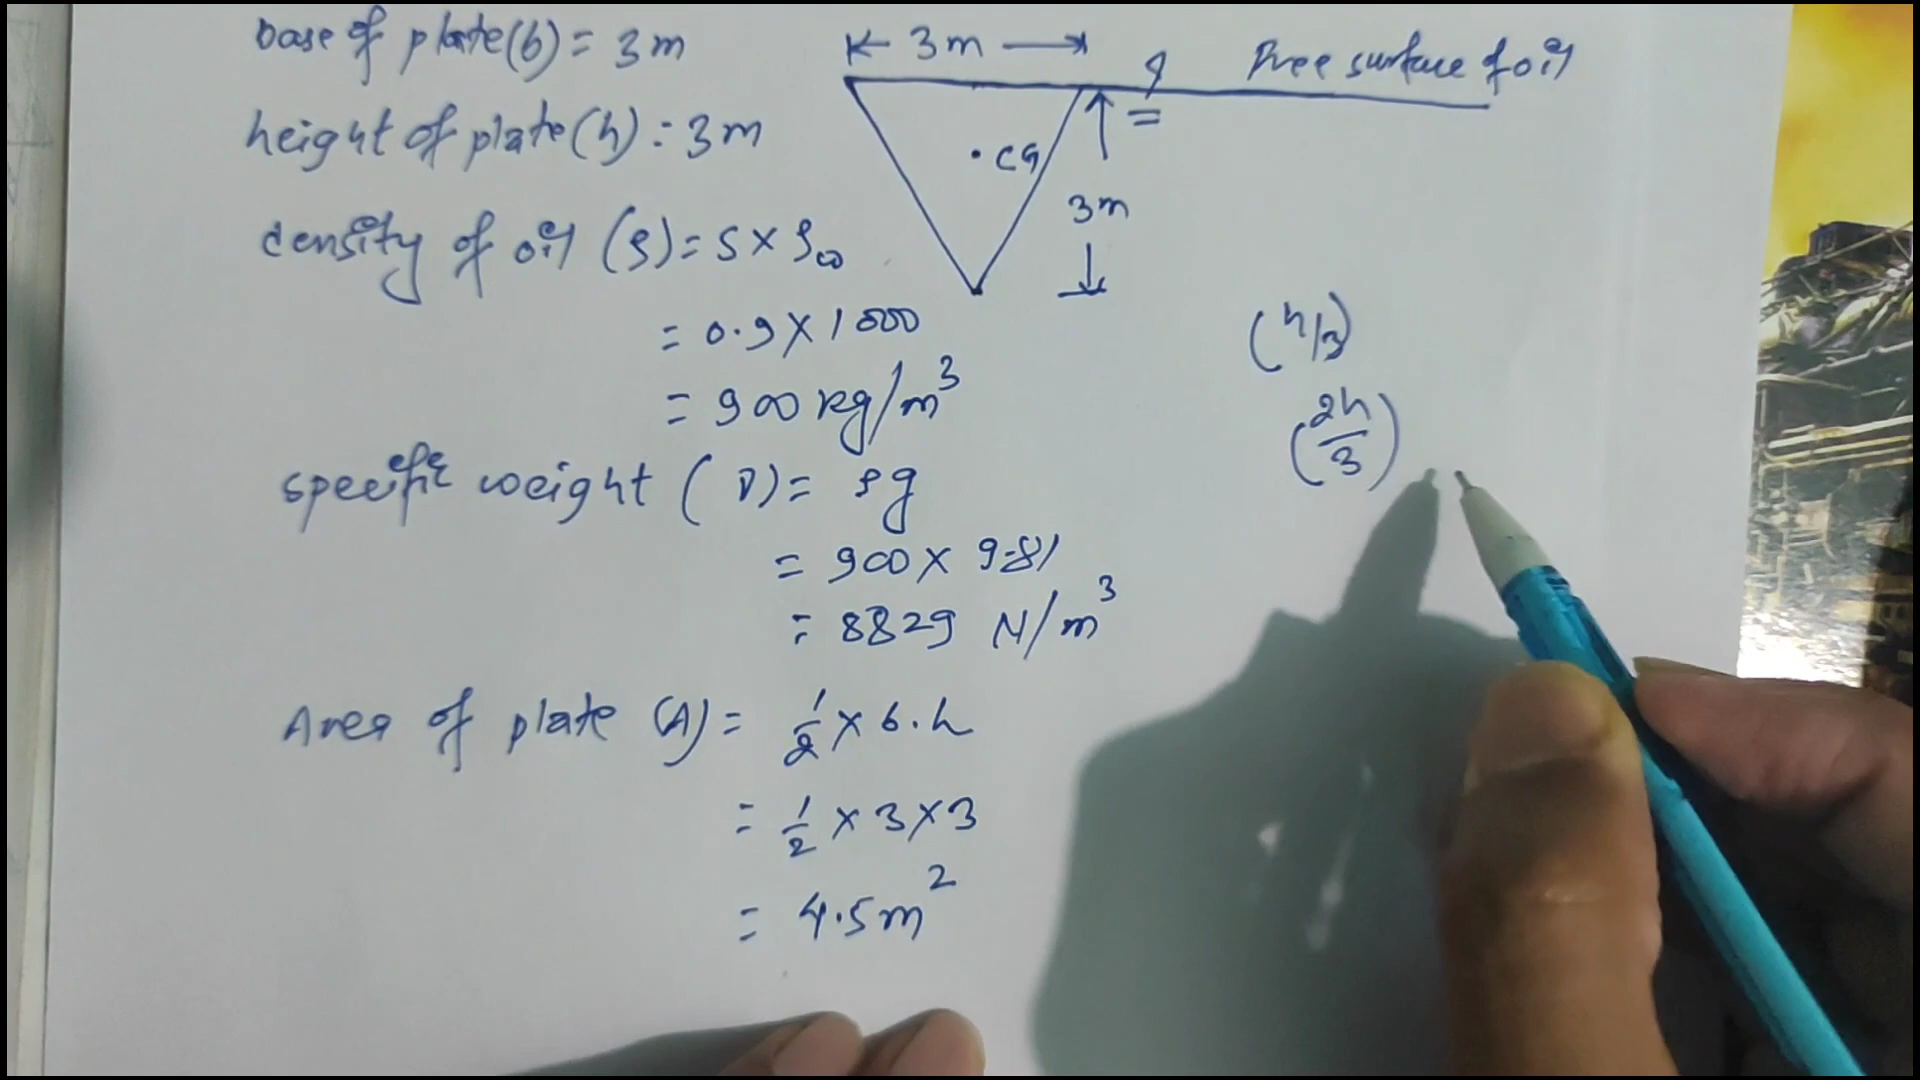 base of plate (b) = 3m
height of plate (h) = 3m
density of oil (ρ) = S × ρω
= 0.9 × 1000
= 900 kg/m³
specific weight (γ) = ρg
= 900 × 9.81
= 8829 N/m³
Area of plate (A) = 1/2 × b.h
= 1/2 × 3 × 3
= 4.5 m²
3m
Free surface of oil
.CG
3m
(h/3)
(2h/3)